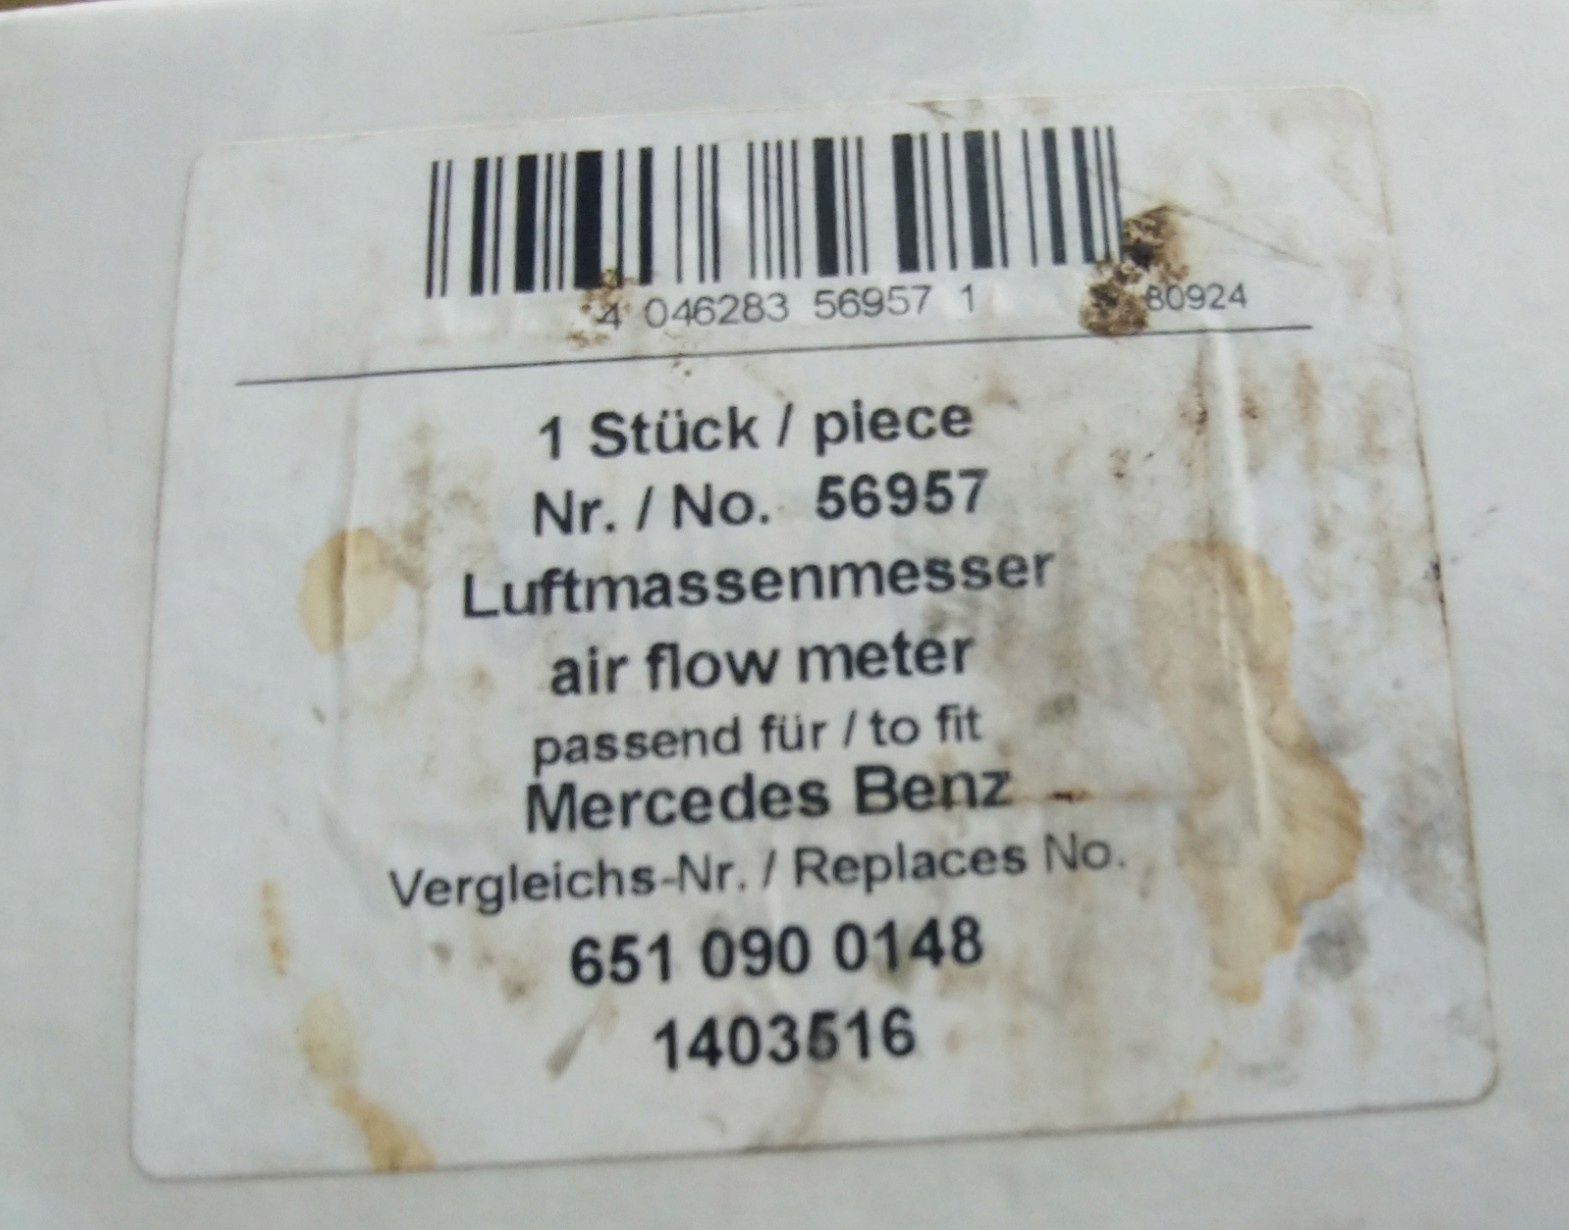 4 046283 56957 1 80924
1 Stück / piece
Nr. / No. 56957
Luftmassenmesser
air flow meter
passend für / to fit
Mercedes Benz
Vergleichs-Nr. / Replaces No.
651 090 0148
1403516